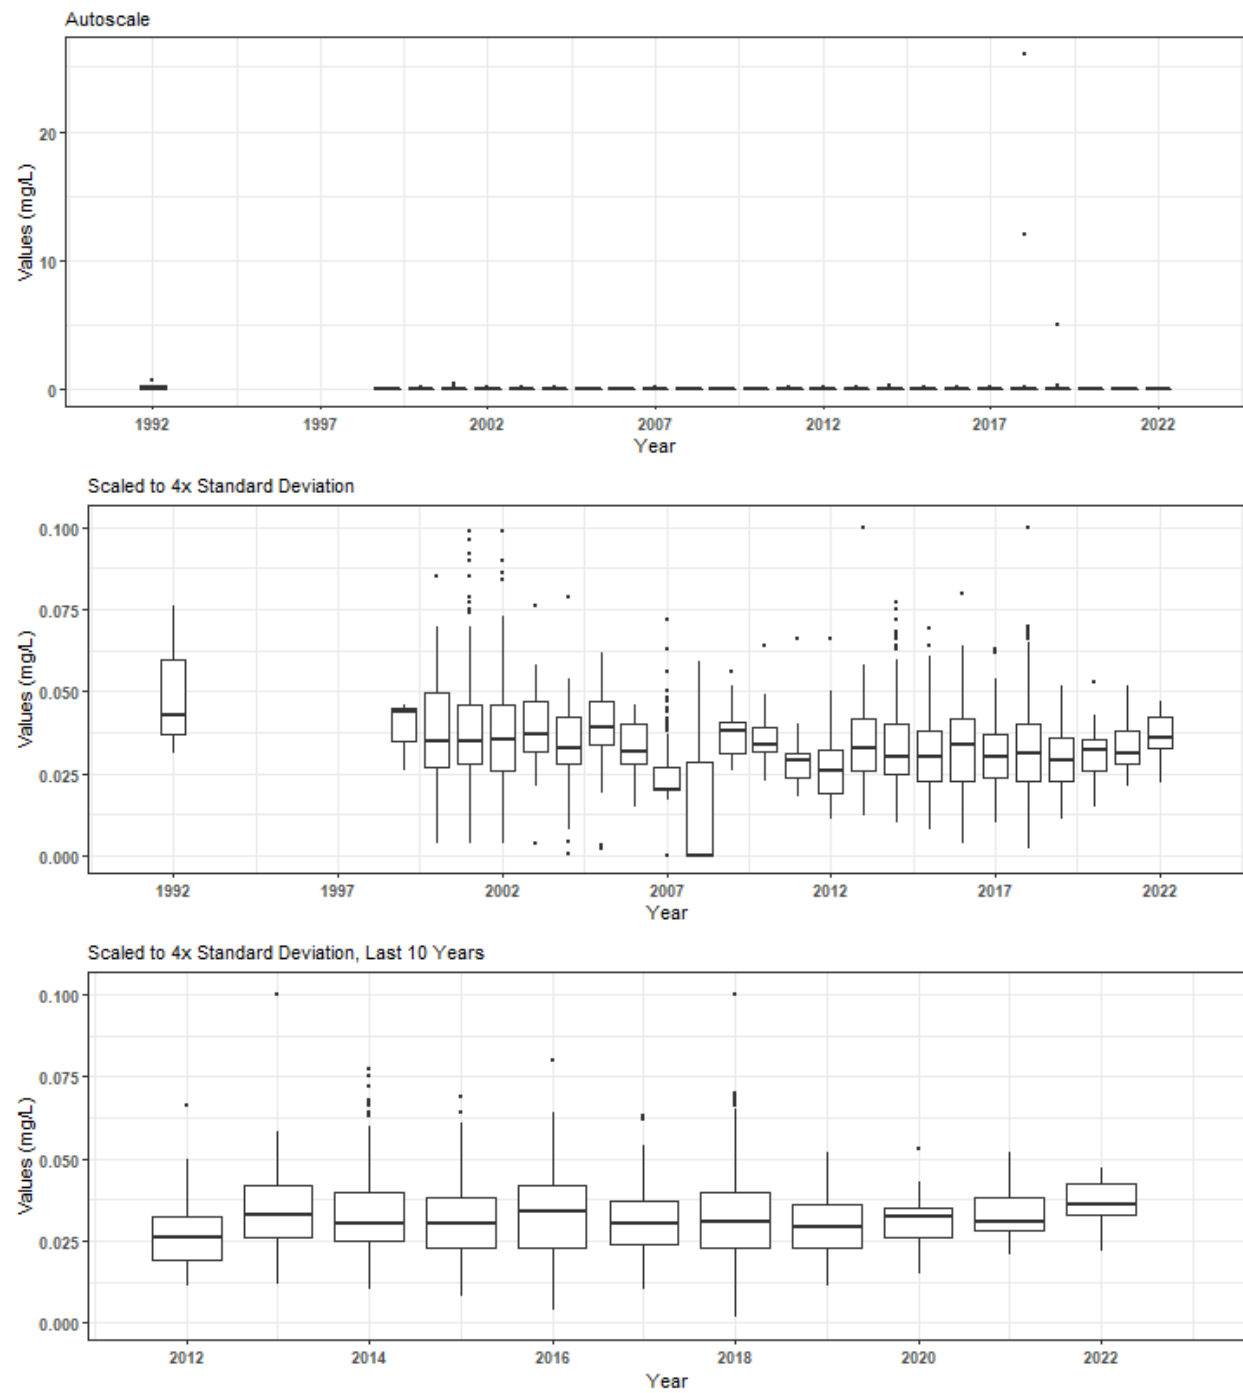 Autoscale
Values (mg/L)
20
10
0
1992 1997 2002 2007 2012 2017 2022
Year
Scaled to 4x Standard Deviation
Values (mg/L)
0.100
0.075
0.050
0.025
0.000
1992 1997 2002 2007 2012 2017 2022
Year
Scaled to 4x Standard Deviation, Last 10 Years
Values (mg/L)
0.100
0.075
0.050
0.025
0.000
2012 2014 2016 2018 2020 2022
Year